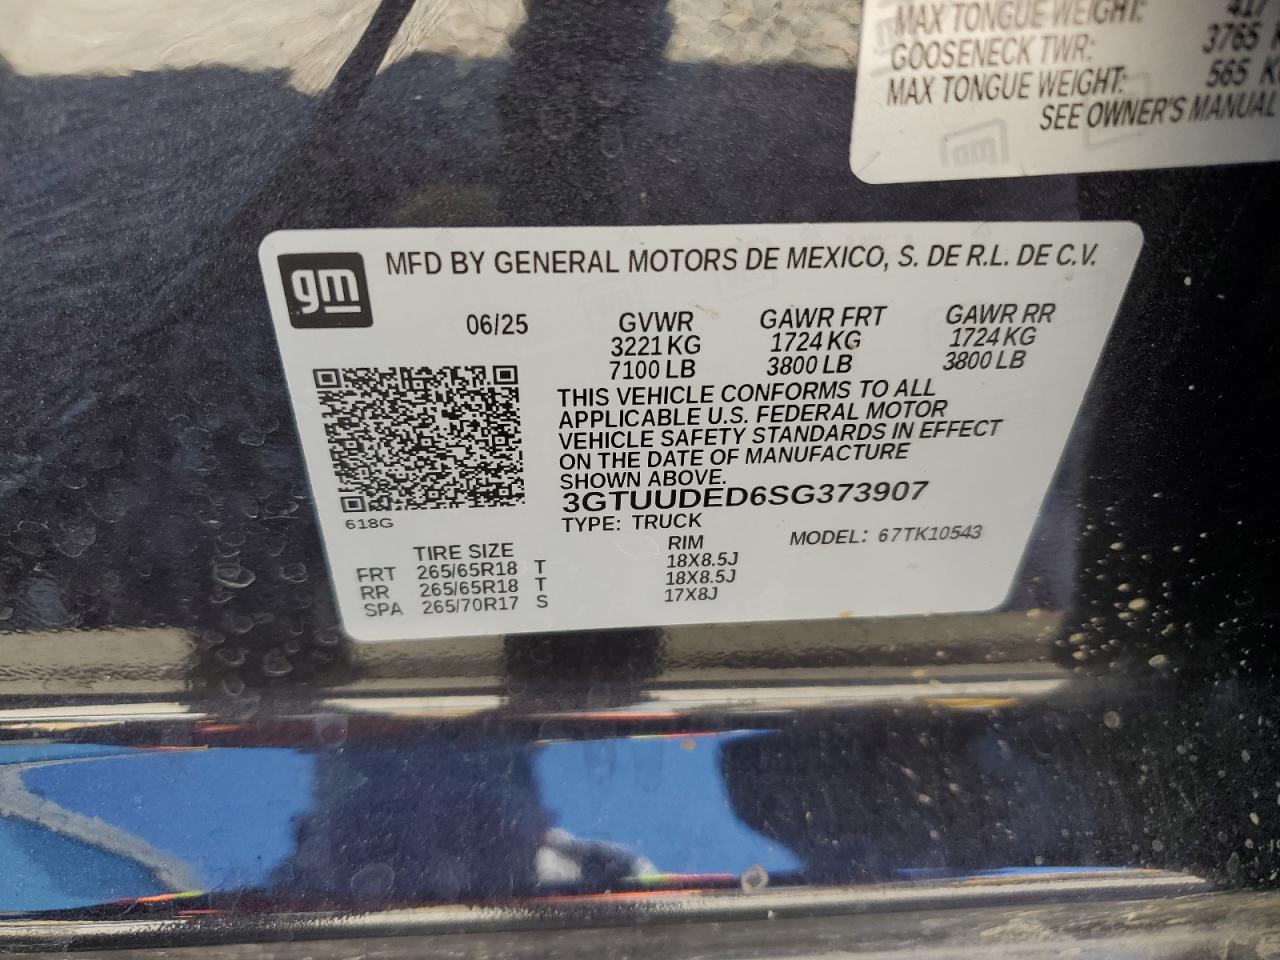 MAX TONGUE WEIGHT: 417
GOOSENECK TWR: 3765
MAX TONGUE WEIGHT: 565
SEE OWNER'S MANUAL
gm
gm MFD BY GENERAL MOTORS DE MEXICO, S. DE R.L. DE C.V.
06/25 GVWR GAWR FRT GAWR RR
3221 KG 1724 KG 1724 KG
7100 LB 3800 LB 3800 LB
THIS VEHICLE CONFORMS TO ALL
APPLICABLE U.S. FEDERAL MOTOR
VEHICLE SAFETY STANDARDS IN EFFECT
ON THE DATE OF MANUFACTURE
SHOWN ABOVE.
3GTUUDED6SG373907
618G TYPE: TRUCK MODEL: 67TK10543
TIRE SIZE RIM
FRT 265/65R18 T 18X8.5J
RR 265/65R18 T 18X8.5J
SPA 265/70R17 S 17X8J